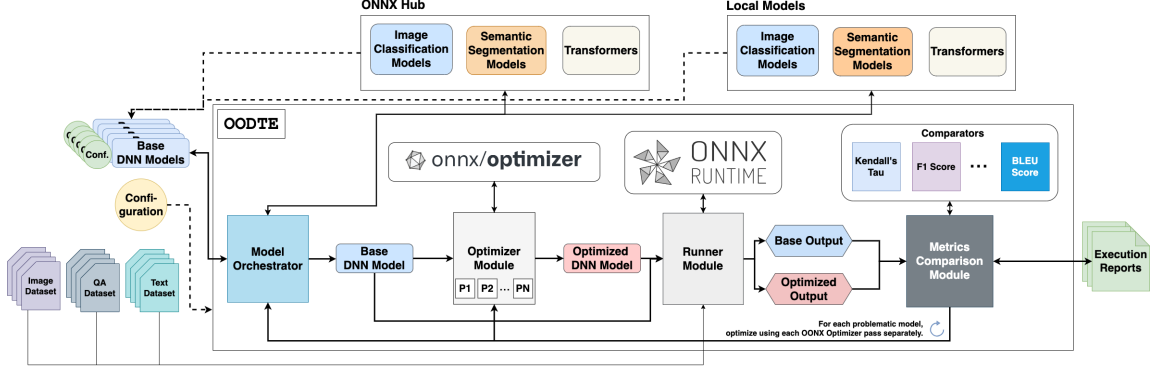 ONNX Hub
Image
Classification
Models
Semantic
Segmentation
Models
Transformers
Local Models
Image
Classification
Models
Semantic
Segmentation
Models
Transformers
OODTE
Conf.
Base
DNN Models
Confi-
guration
Image
Dataset
QA
Dataset
Text
Dataset
Model
Orchestrator
Base
DNN Model
onnx/optimizer
Optimizer
Module
P1 P2 ... PN
Optimized
DNN Model
ONNX
RUNTIME
Runner
Module
Base Output
Optimized
Output
Comparators
Kendall's
Tau
F1 Score
...
BLEU
Score
Metrics
Comparison
Module
Execution
Reports
For each problematic model,
optimize using each OONX Optimizer pass separately.